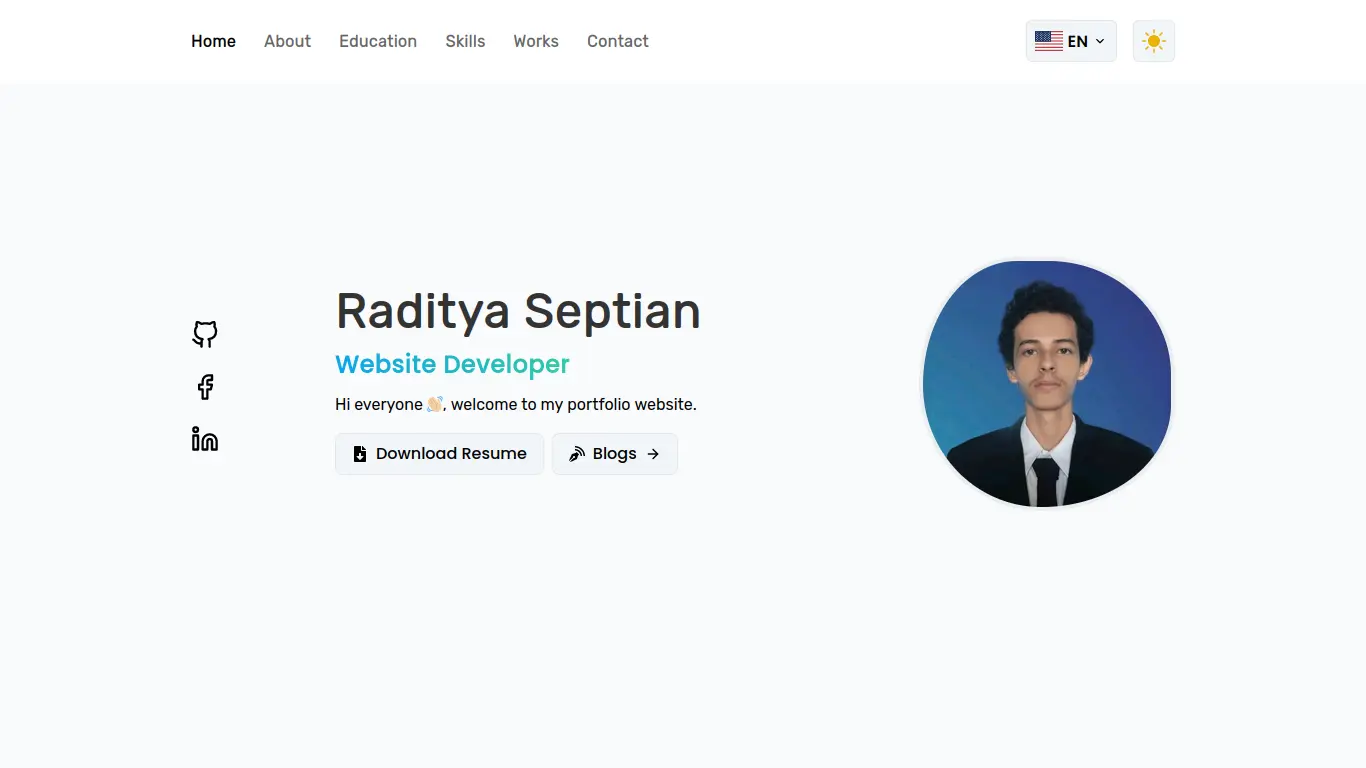 Home
About
Education
Skills
Works
Contact
EN
Raditya Septian
Website Developer
Hi everyone 👋🏻, welcome to my portfolio website.
Download Resume
Blogs →